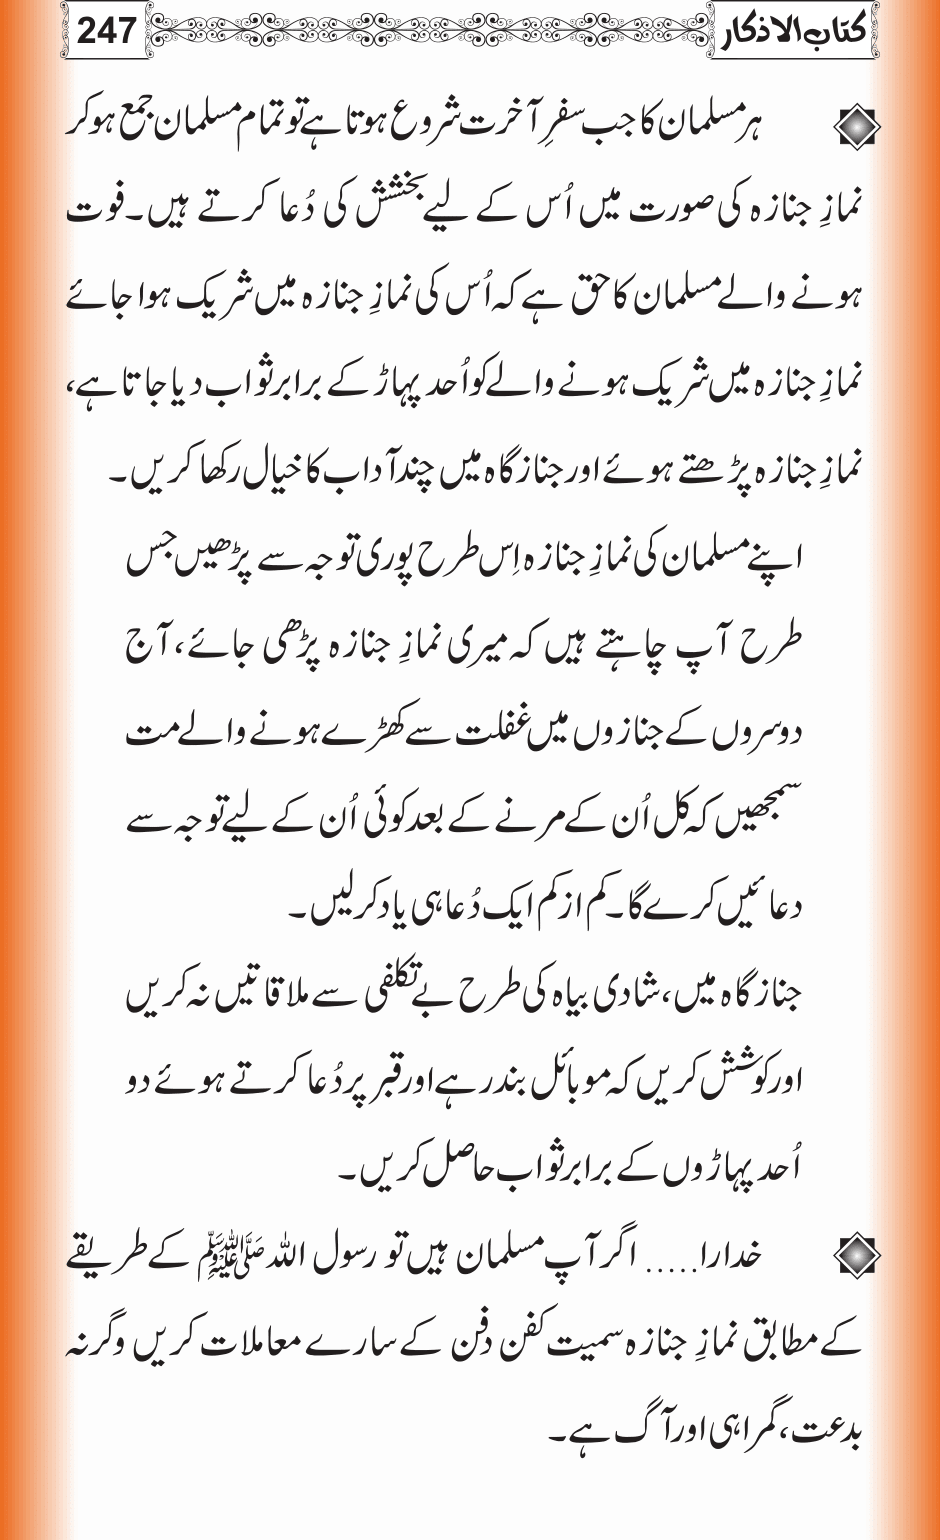 كتاب الاذكار 247
ہر مسلمان کا جب سفرِ آخرت شروع ہوتا ہے تو تمام مسلمان جمع ہو کر
نمازِ جنازہ کی صورت میں اُس کے لیے بخشش کی دُعا کرتے ہیں۔ فوت
ہونے والے مسلمان کا حق ہے کہ اُس کی نمازِ جنازہ میں شریک ہوا جائے
نمازِ جنازہ میں شریک ہونے والے کو اُحد پہاڑ کے برابر ثواب دیا جاتا ہے،
نمازِ جنازہ پڑھتے ہوئے اور جنازگاہ میں چند آداب کا خیال رکھا کریں۔
اپنے مسلمان کی نمازِ جنازہ اِس طرح پوری توجہ سے پڑھیں جس
طرح آپ چاہتے ہیں کہ میری نمازِ جنازہ پڑھی جائے، آج
دوسروں کے جنازوں میں غفلت سے کھڑے ہونے والے مت
سمجھیں کہ کل اُن کے مرنے کے بعد کوئی اُن کے لیے توجہ سے
دعائیں کرے گا۔ کم از کم ایک دُعا ہی یاد کرلیں۔
جنازگاہ میں، شادی بیاہ کی طرح بے تکلفی سے ملاقاتیں نہ کریں
اور کوشش کریں کہ موبائل بند رہے اور قبر پر دُعا کرتے ہوئے دو
اُحد پہاڑوں کے برابر ثواب حاصل کریں۔
خدارا..... اگر آپ مسلمان ہیں تو رسول اللہ ﷺ کے طریقے
کے مطابق نمازِ جنازہ سمیت کفن دفن کے سارے معاملات کریں وگرنہ
بدعت، گمراہی اور آگ ہے۔